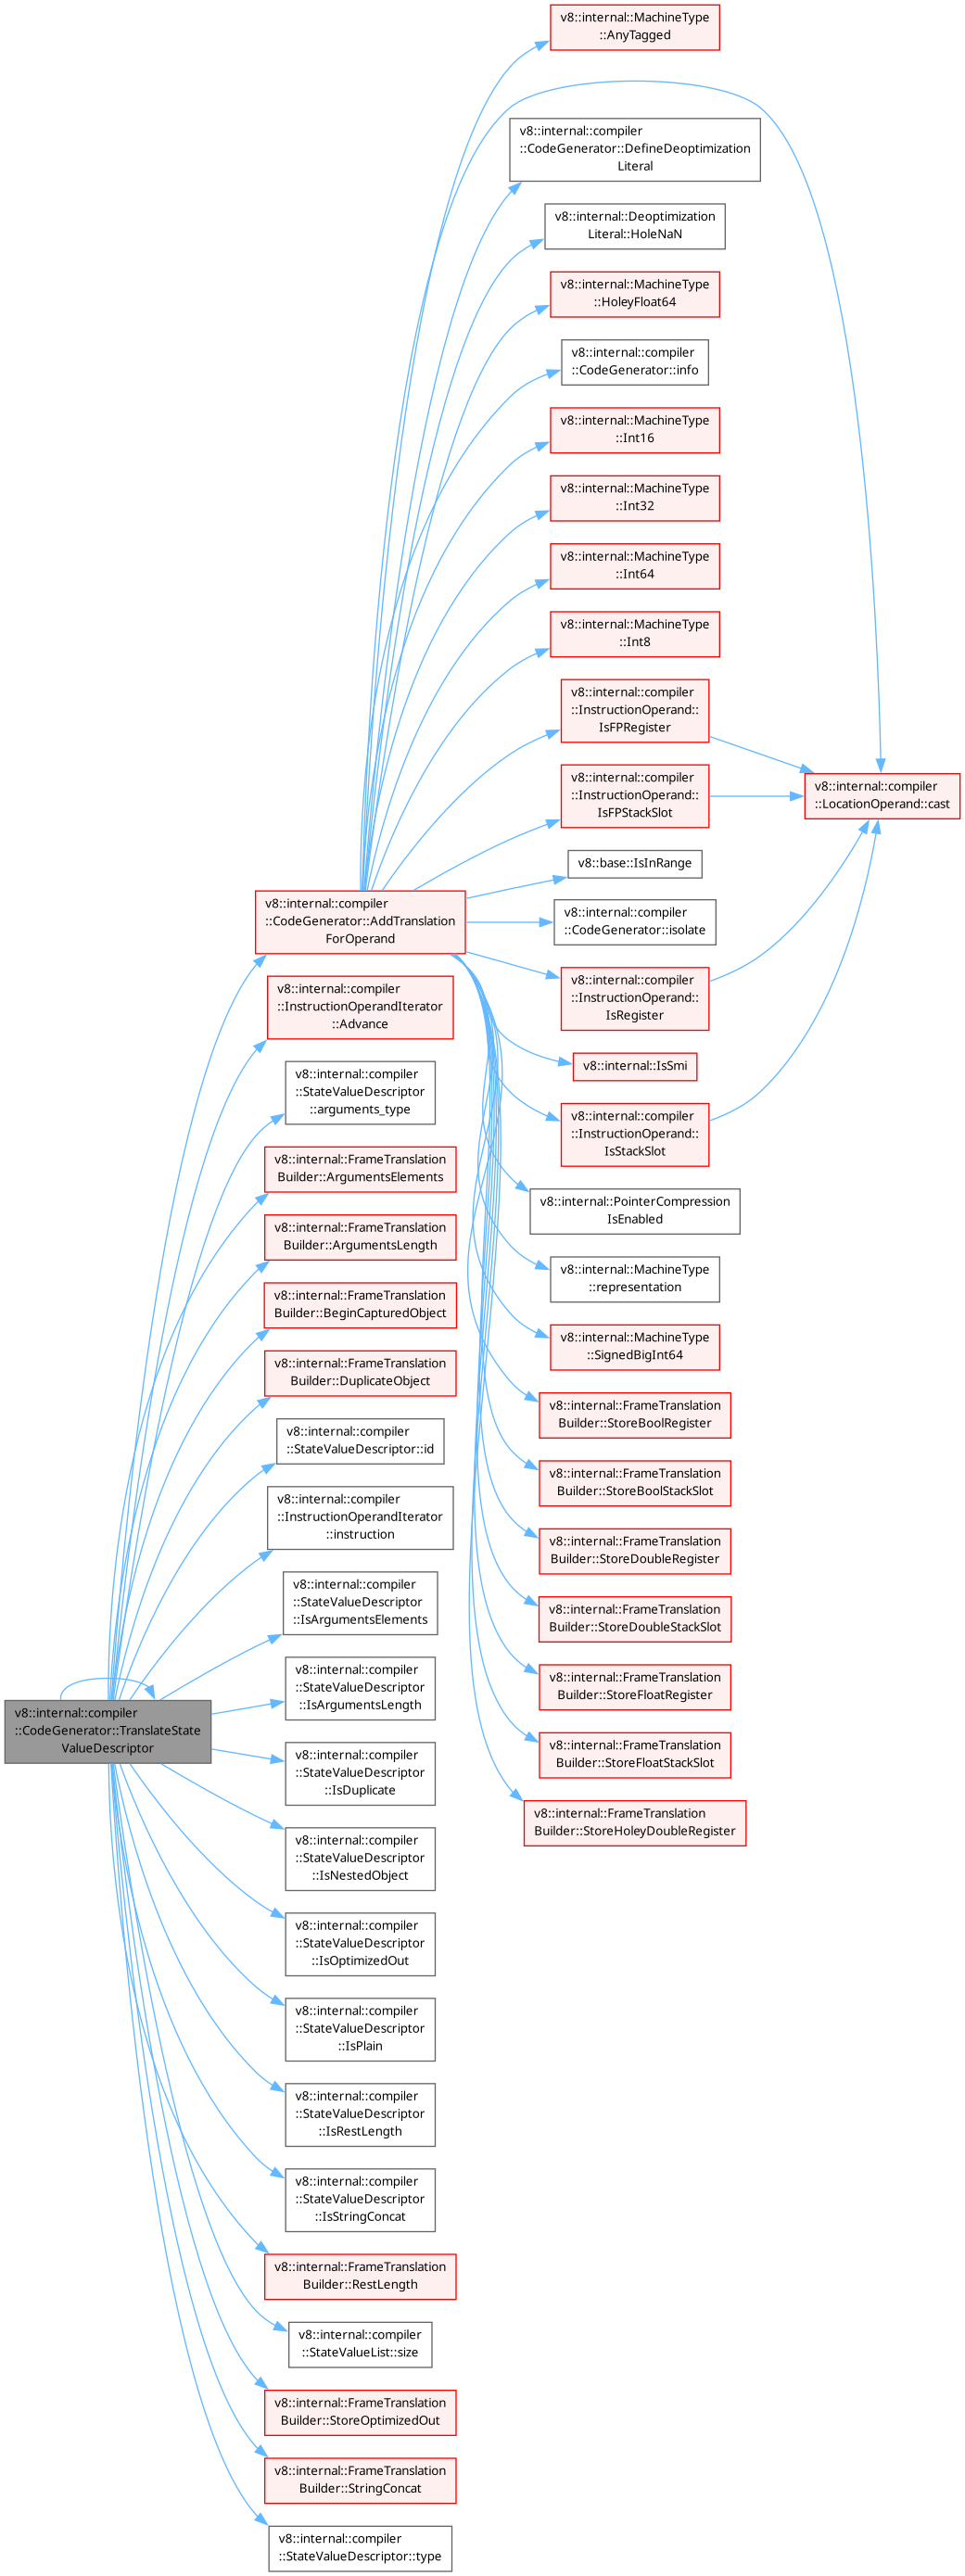 v8::internal::MachineType
::AnyTagged
v8::internal::compiler
::CodeGenerator::DefineDeoptimization
Literal
v8::internal::Deoptimization
Literal::HoleNaN
v8::internal::MachineType
::HoleyFloat64
v8::internal::compiler
::CodeGenerator::info
v8::internal::MachineType
::Int16
v8::internal::MachineType
::Int32
v8::internal::MachineType
::Int64
v8::internal::MachineType
::Int8
v8::internal::compiler
::InstructionOperand::
IsFPRegister
v8::internal::compiler
::InstructionOperand::
IsFPStackSlot
v8::internal::compiler
::LocationOperand::cast
v8::base::IsInRange
v8::internal::compiler
::CodeGenerator::AddTranslation
ForOperand
v8::internal::compiler
::CodeGenerator::isolate
v8::internal::compiler
::InstructionOperand::
IsRegister
v8::internal::compiler
::InstructionOperandIterator
::Advance
v8::internal::IsSmi
v8::internal::compiler
::StateValueDescriptor
::arguments_type
v8::internal::compiler
::InstructionOperand::
IsStackSlot
v8::internal::FrameTranslation
Builder::ArgumentsElements
v8::internal::PointerCompression
IsEnabled
v8::internal::FrameTranslation
Builder::ArgumentsLength
v8::internal::MachineType
::representation
v8::internal::FrameTranslation
Builder::BeginCapturedObject
v8::internal::MachineType
::SignedBigInt64
v8::internal::FrameTranslation
Builder::DuplicateObject
v8::internal::FrameTranslation
Builder::StoreBoolRegister
v8::internal::compiler
::StateValueDescriptor::id
v8::internal::FrameTranslation
Builder::StoreBoolStackSlot
v8::internal::compiler
::InstructionOperandIterator
::instruction
v8::internal::FrameTranslation
Builder::StoreDoubleRegister
v8::internal::compiler
::StateValueDescriptor
::IsArgumentsElements
v8::internal::FrameTranslation
Builder::StoreDoubleStackSlot
v8::internal::compiler
::StateValueDescriptor
::IsArgumentsLength
v8::internal::FrameTranslation
Builder::StoreFloatRegister
v8::internal::compiler
::CodeGenerator::TranslateState
ValueDescriptor
v8::internal::FrameTranslation
Builder::StoreFloatStackSlot
v8::internal::compiler
::StateValueDescriptor
::IsDuplicate
v8::internal::FrameTranslation
Builder::StoreHoleyDoubleRegister
v8::internal::compiler
::StateValueDescriptor
::IsNestedObject
v8::internal::compiler
::StateValueDescriptor
::IsOptimizedOut
v8::internal::compiler
::StateValueDescriptor
::IsPlain
v8::internal::compiler
::StateValueDescriptor
::IsRestLength
v8::internal::compiler
::StateValueDescriptor
::IsStringConcat
v8::internal::FrameTranslation
Builder::RestLength
v8::internal::compiler
::StateValueList::size
v8::internal::FrameTranslation
Builder::StoreOptimizedOut
v8::internal::FrameTranslation
Builder::StringConcat
v8::internal::compiler
::StateValueDescriptor::type